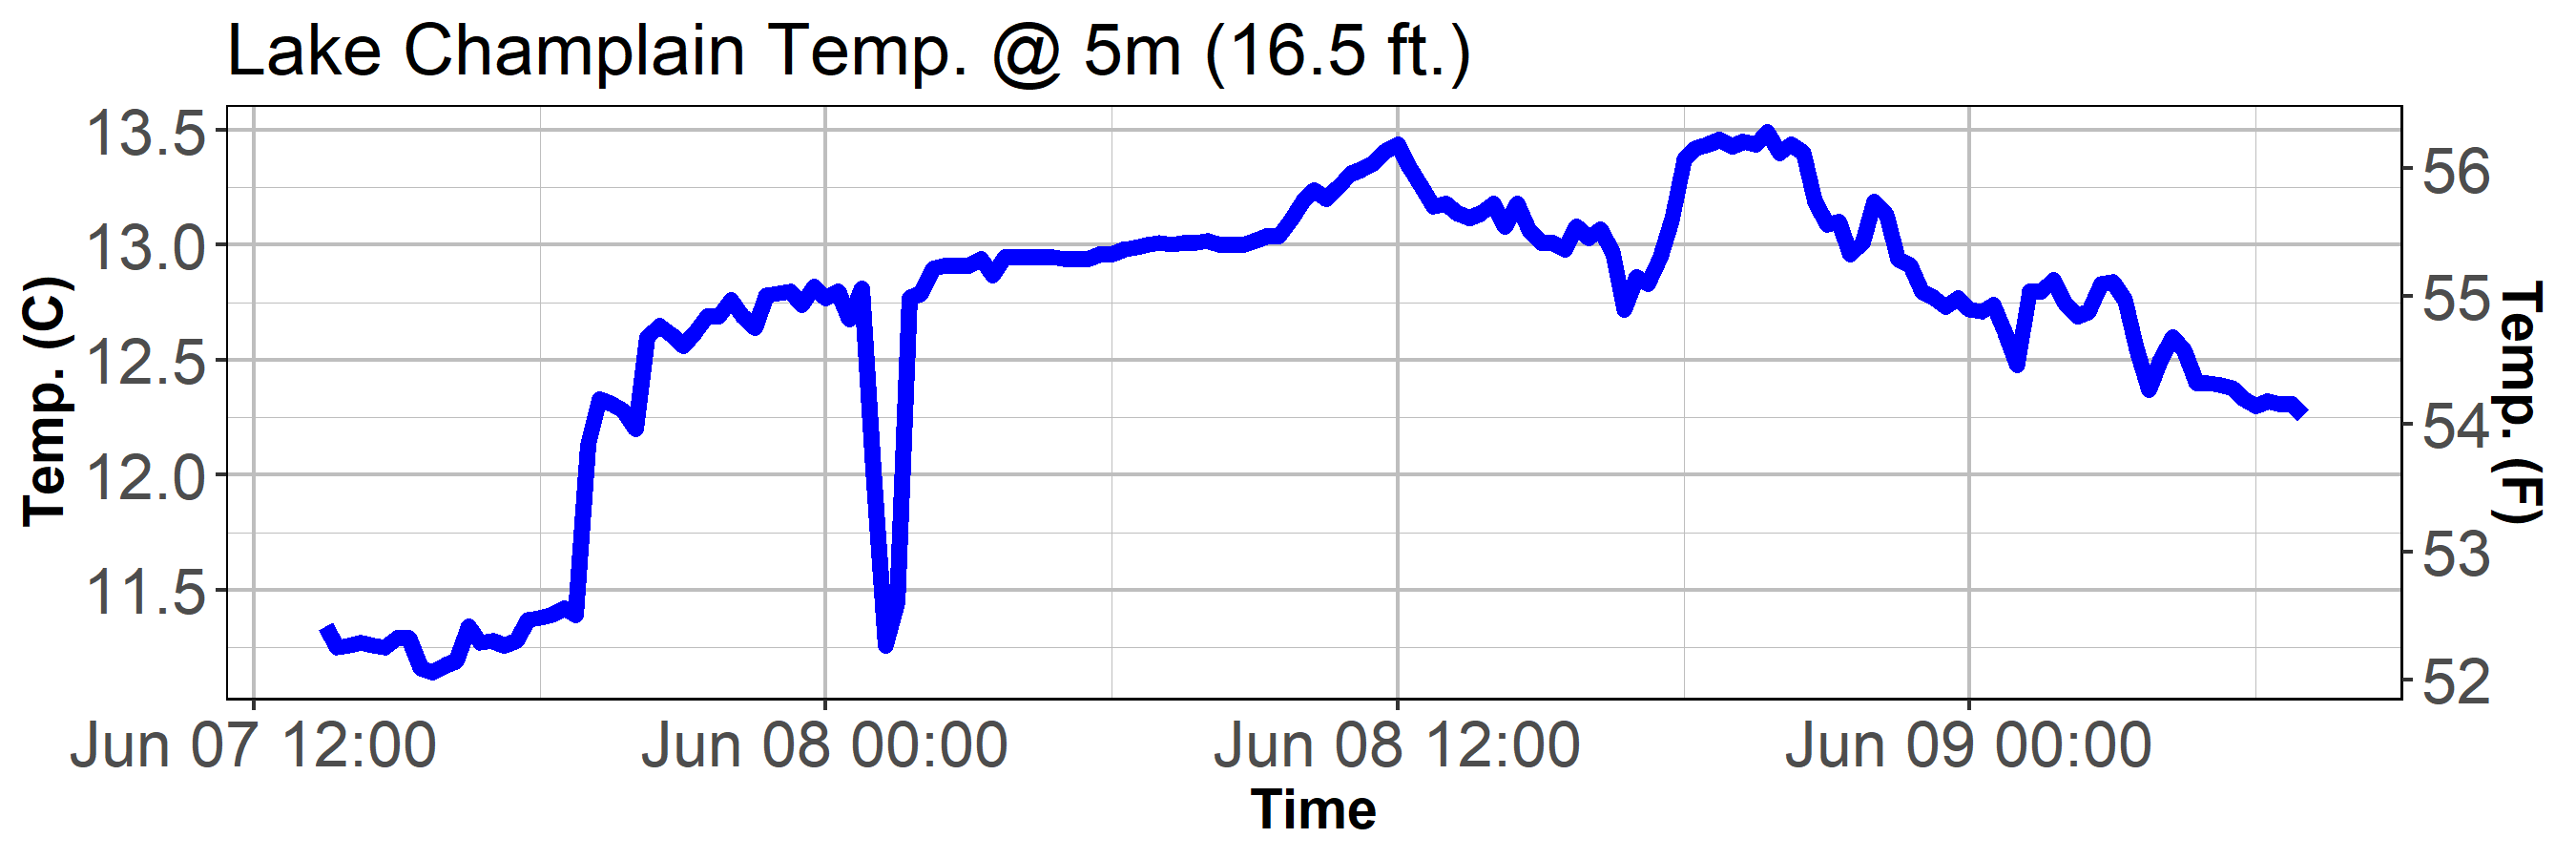 Lake Champlain Temp. @ 5m (16.5 ft.)
13.5
13.0
12.5
12.0
11.5
Temp. (C)
56
55
54
53
52
Temp. (F)
Jun 07 12:00 Jun 08 00:00 Jun 08 12:00 Jun 09 00:00
Time